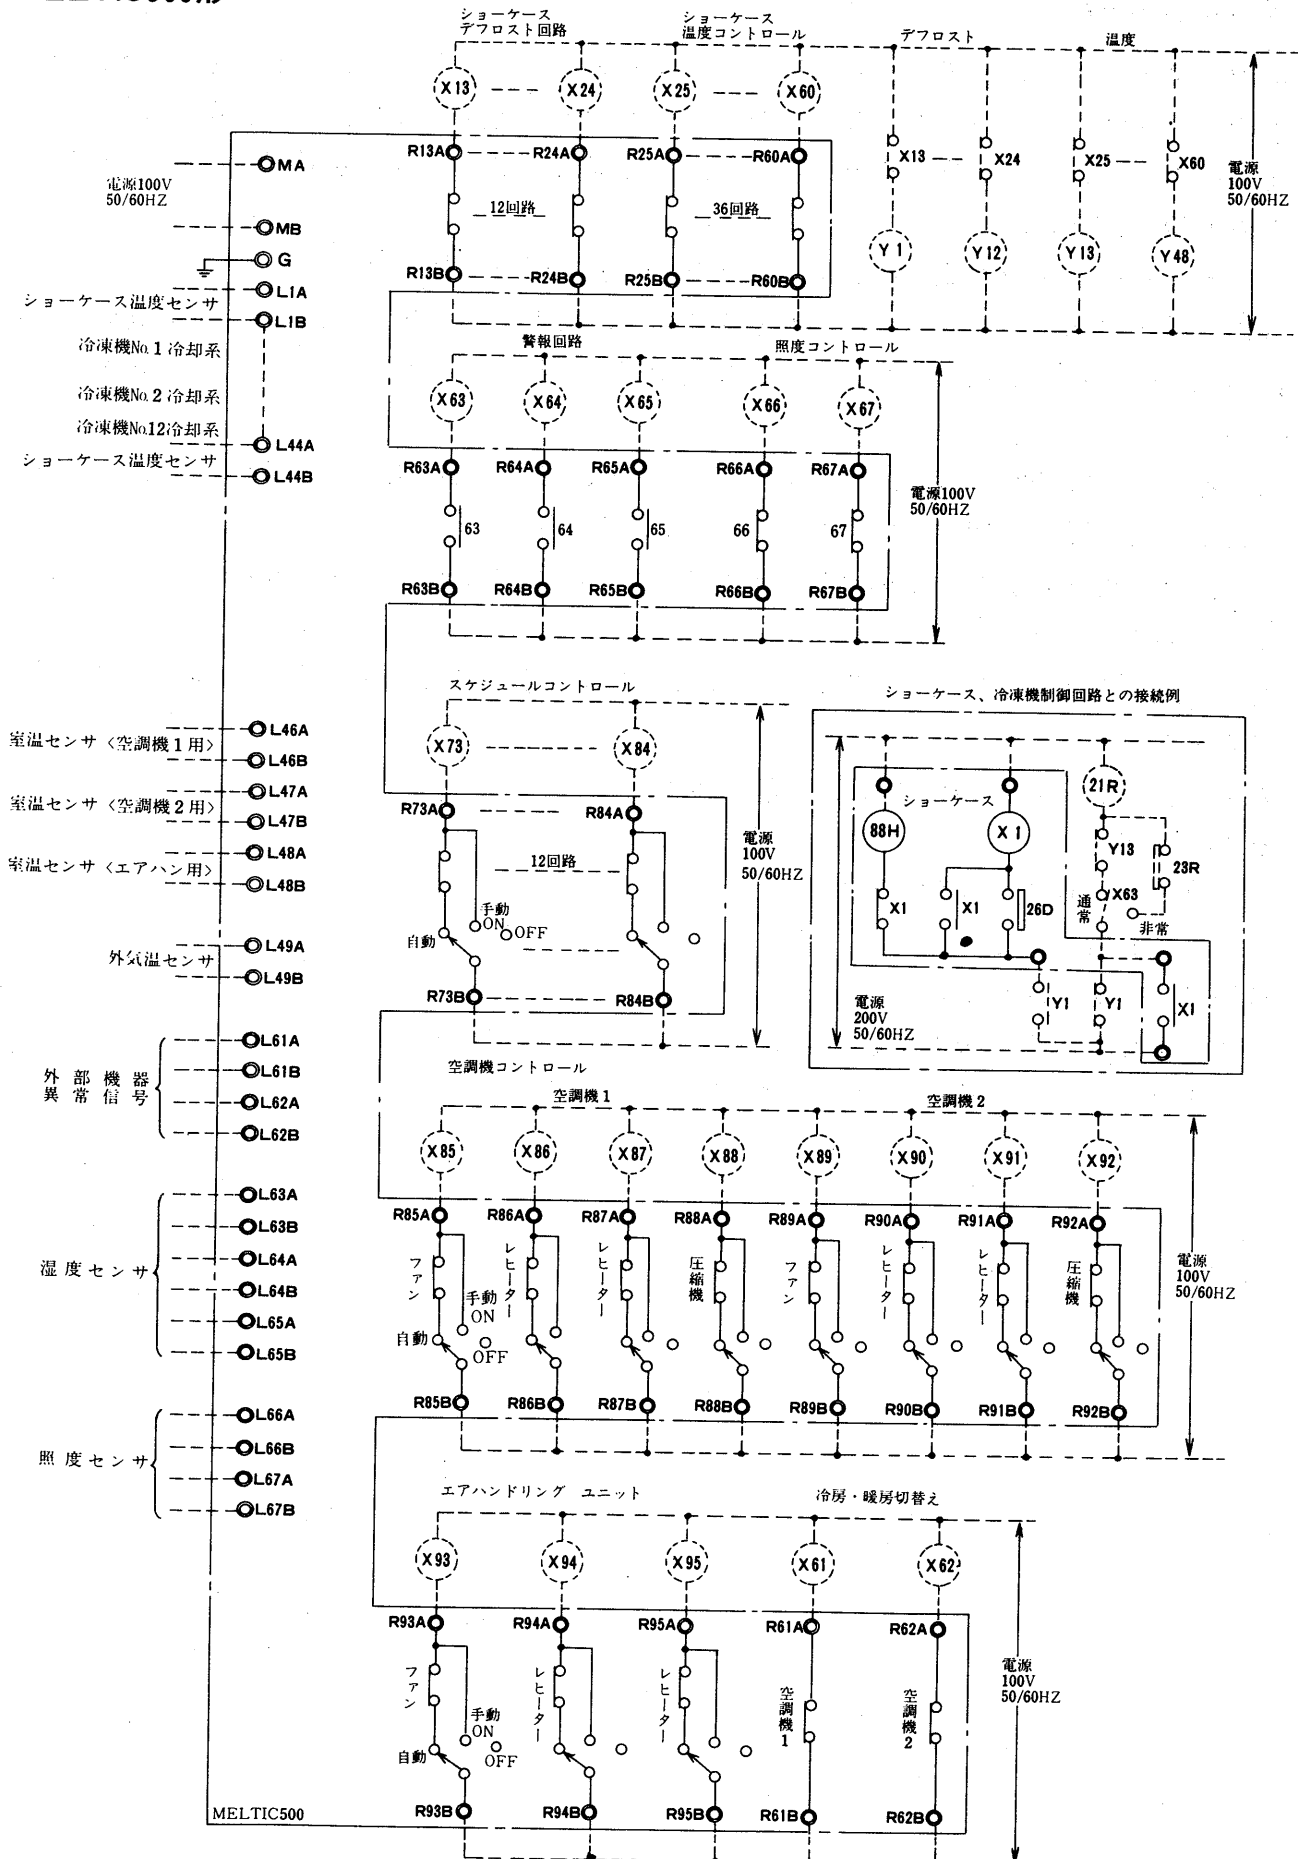 ショーケース
デフロスト回路
ショーケース
温度コントロール
デフロスト
温度
X13
X24
X25
X60
MA
電源100V
50/60HZ
MB
G
L1A
ショーケース温度センサ
L1B
冷凍機No.1冷却系
冷凍機No.2冷却系
冷凍機No.12冷却系
L44A
ショーケース温度センサ
L44B
R13A
R24A
R25A
R60A
12回路
36回路
R13B
R24B
R25B
R60B
X13
X24
X25
X60
Y1
Y12
Y13
Y48
電源
100V
50/60HZ
警報回路
照度コントロール
X63
X64
X65
X66
X67
R63A
R64A
R65A
R66A
R67A
63
64
65
66
67
R63B
R64B
R65B
R66B
R67B
電源100V
50/60HZ
スケジュールコントロール
X73
X84
R73A
R84A
12回路
手動
ON
OFF
自動
R73B
R84B
電源
100V
50/60HZ
ショーケース、冷凍機制御回路との接続例
ショーケース
88H
X1
21R
Y13
23R
X63
通常
非常
X1
X1
26D
Y1
Y1
X1
電源
200V
50/60HZ
L46A
室温センサ〈空調機1用〉
L46B
L47A
室温センサ〈空調機2用〉
L47B
L48A
室温センサ〈エアハン用〉
L48B
L49A
外気温センサ
L49B
L61A
外部機器
異常信号
L61B
L62A
L62B
L63A
L63B
湿度センサ
L64A
L64B
L65A
L65B
L66A
照度センサ
L66B
L67A
L67B
空調機コントロール
空調機1
空調機2
X85
X86
X87
X88
X89
X90
X91
X92
R85A
R86A
R87A
R88A
R89A
R90A
R91A
R92A
ファン
レヒーター
レヒーター
圧縮機
ファン
レヒーター
レヒーター
圧縮機
手動
ON
OFF
自動
R85B
R86B
R87B
R88B
R89B
R90B
R91B
R92B
電源
100V
50/60HZ
エアハンドリング ユニット
冷房・暖房切替え
X93
X94
X95
X61
X62
R93A
R94A
R95A
R61A
R62A
ファン
レヒーター
レヒーター
空調機1
空調機2
手動
ON
OFF
自動
R93B
R94B
R95B
R61B
R62B
電源
100V
50/60HZ
MELTIC500